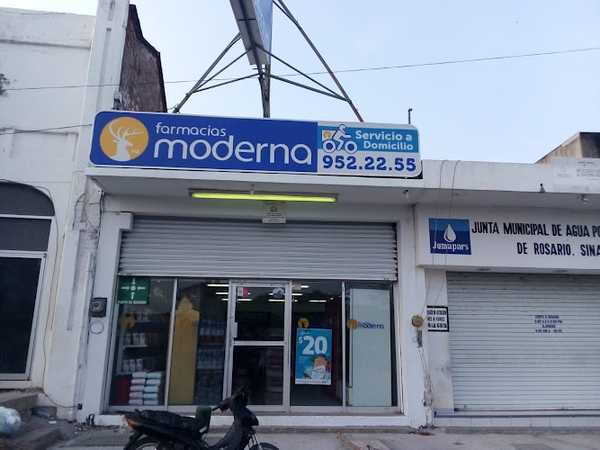 farmacias
moderna
Servicio a
Domicilio
952.22.55
Jumapars
JUNTA MUNICIPAL DE AGUA PO
DE ROSARIO, SINA
moderna
$20